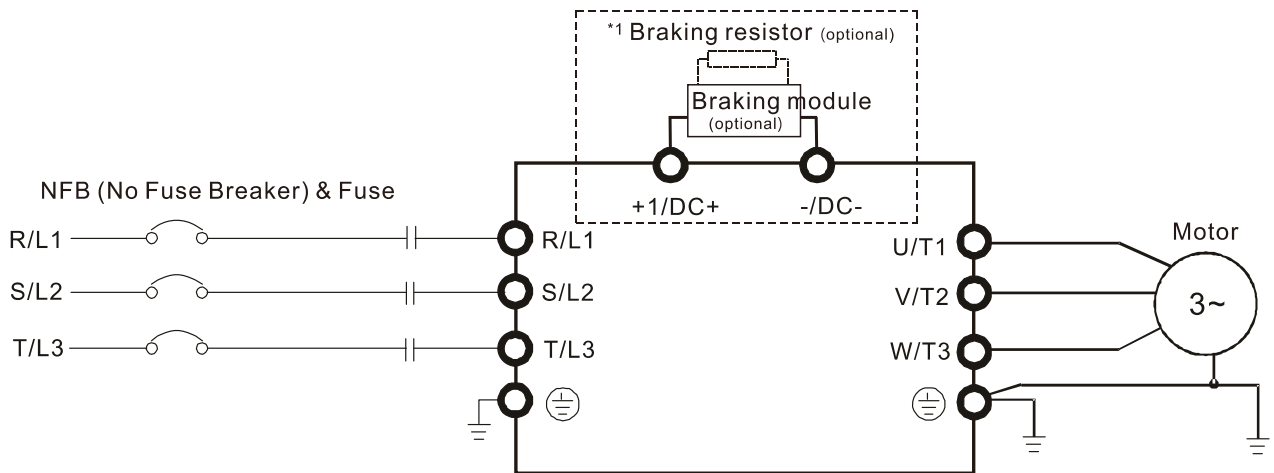 *1 Braking resistor (optional)
Braking module
(optional)
+1/DC+ -/DC-
NFB (No Fuse Breaker) & Fuse
R/L1 R/L1 U/T1 Motor
S/L2 S/L2 V/T2 3~
T/L3 T/L3 W/T3